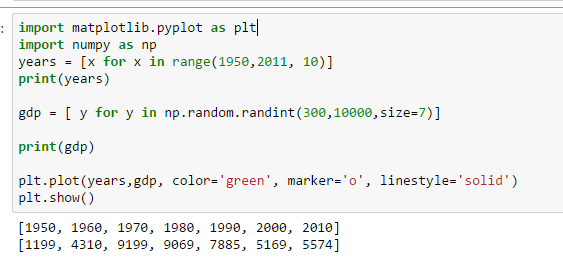 : import matplotlib.pyplot as plt
import numpy as np
years = [x for x in range(1950,2011, 10)]
print(years)
gdp = [ y for y in np.random.randint(300,10000,size=7)]
print(gdp)
plt.plot(years,gdp, color='green', marker='o', linestyle='solid')
plt.show()
[1950, 1960, 1970, 1980, 1990, 2000, 2010]
[1199, 4310, 9199, 9069, 7885, 5169, 5574]